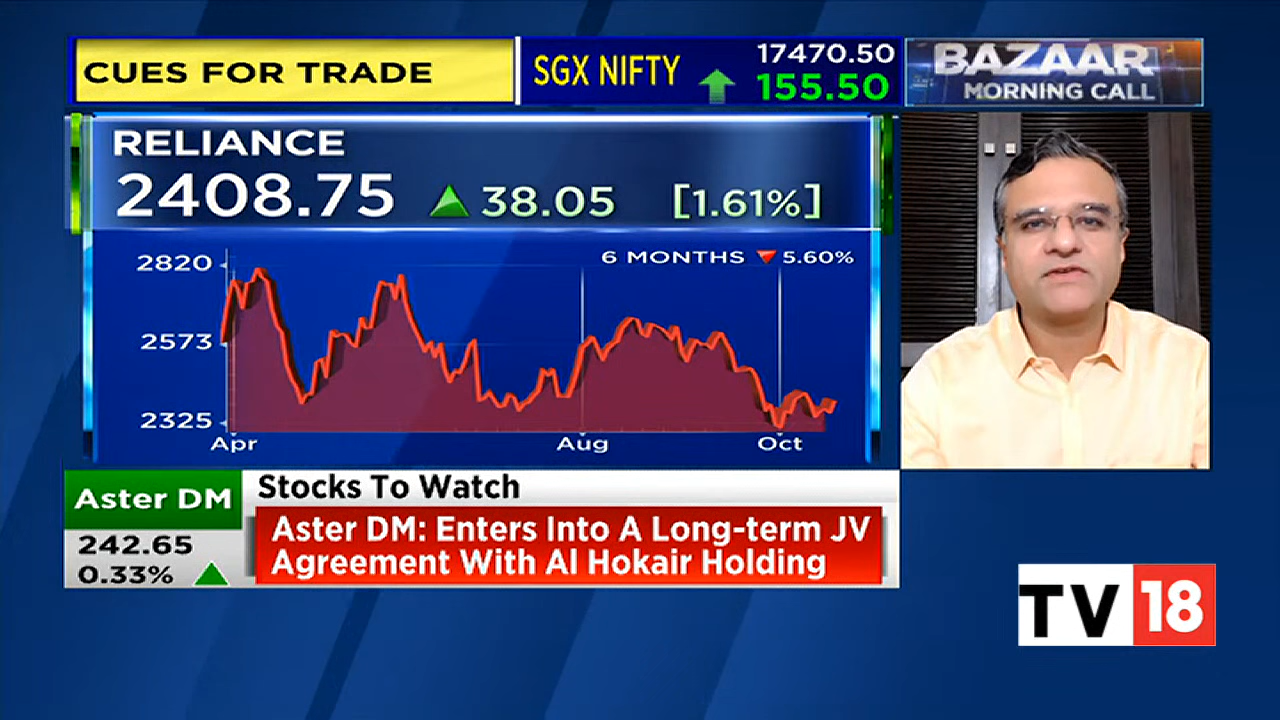 CUES FOR TRADE
SGX NIFTY
17470.50
155.50
BAZAAR
MORNING CALL
RELIANCE
2408.75 38.05 [1.61%]
6 MONTHS 5.60%
2820
2573
2325
Apr Aug Oct
Aster DM
242.65
0.33%
Stocks To Watch
Aster DM: Enters Into A Long-term JV
Agreement With Al Hokair Holding
TV 18